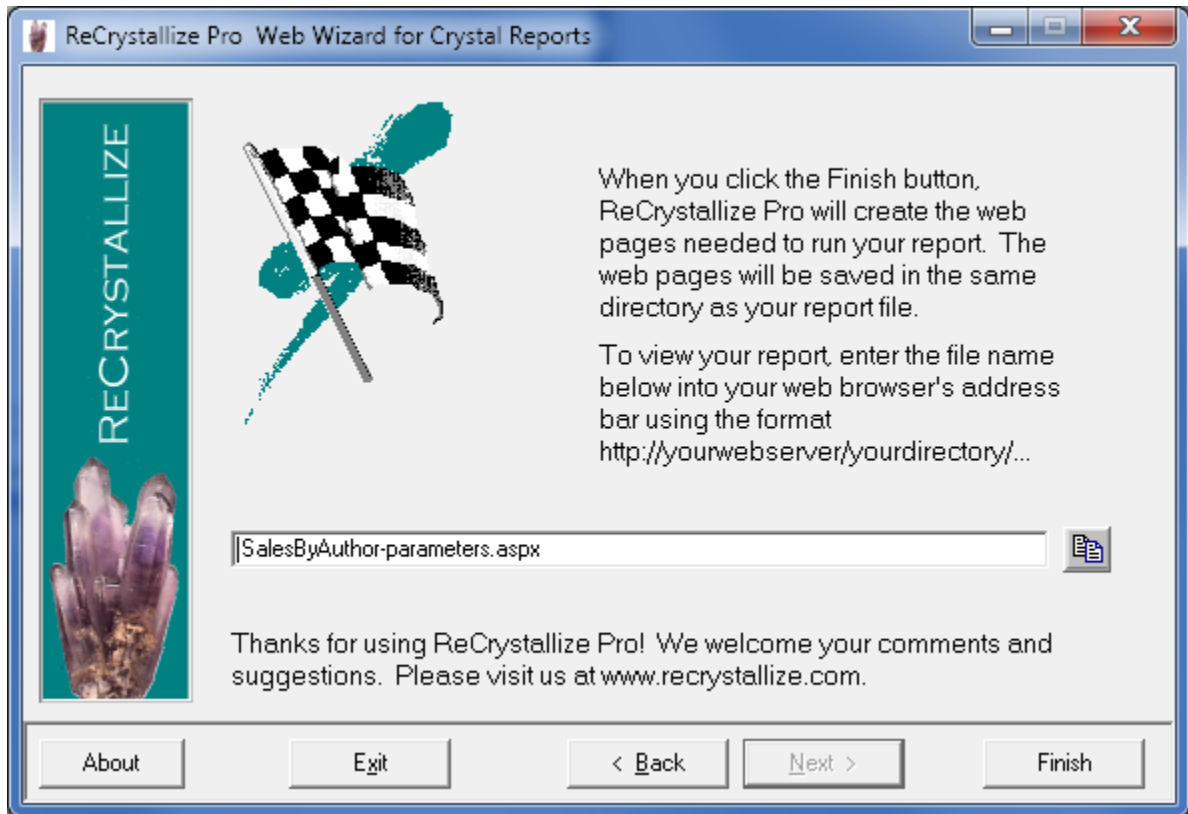 ReCrystallize Pro  Web Wizard for Crystal Reports
RECRYSTALLIZE
When you click the Finish button,
ReCrystallize Pro will create the web
pages needed to run your report.  The
web pages will be saved in the same
directory as your report file.
To view your report, enter the file name
below into your web browser's address
bar using the format
http://yourwebserver/yourdirectory/...
SalesByAuthor-parameters.aspx
Thanks for using ReCrystallize Pro!  We welcome your comments and
suggestions.  Please visit us at www.recrystallize.com.
About
Exit
< Back
Next >
Finish